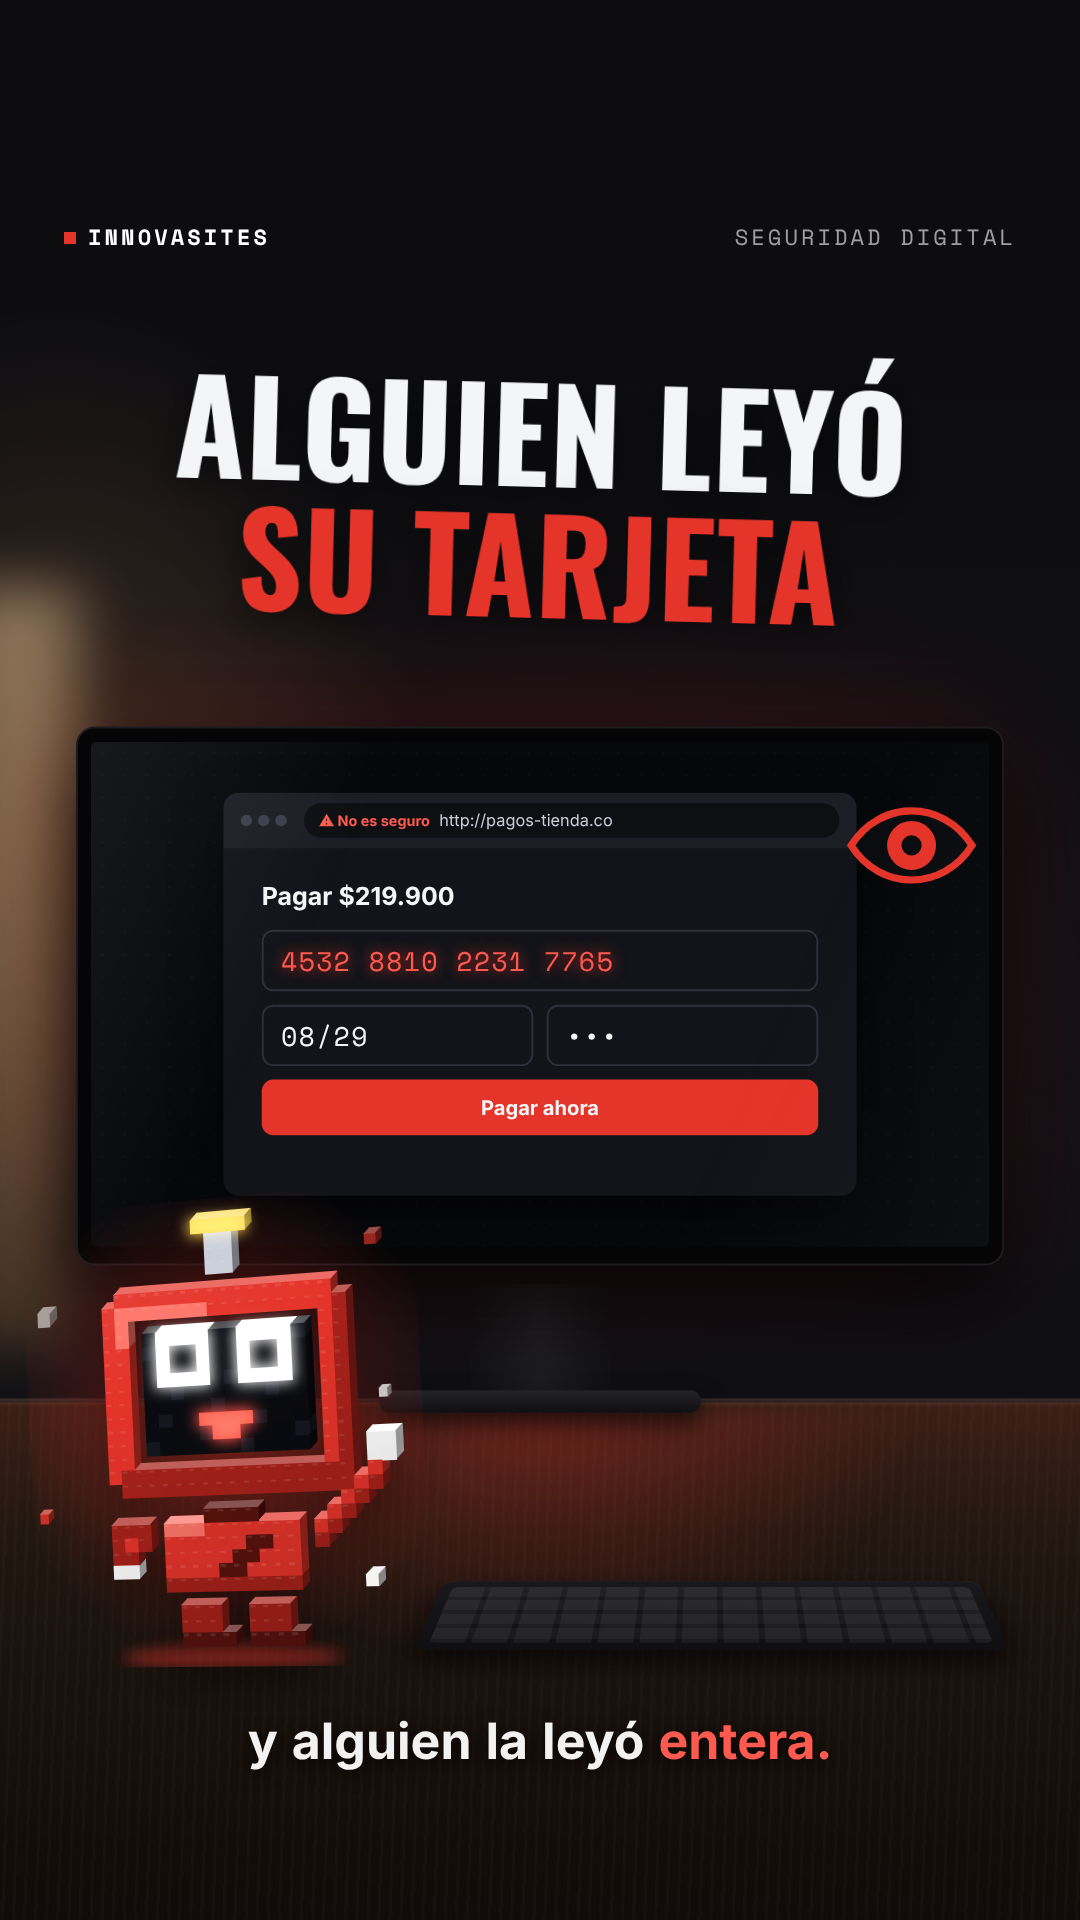 INNOVASITES
SEGURIDAD DIGITAL
ALGUIEN LEYÓ
SU TARJETA
No es seguro http://pagos-tienda.co
Pagar $219.900
4532 8810 2231 7765
08/29
•••
Pagar ahora
y alguien la leyó entera.